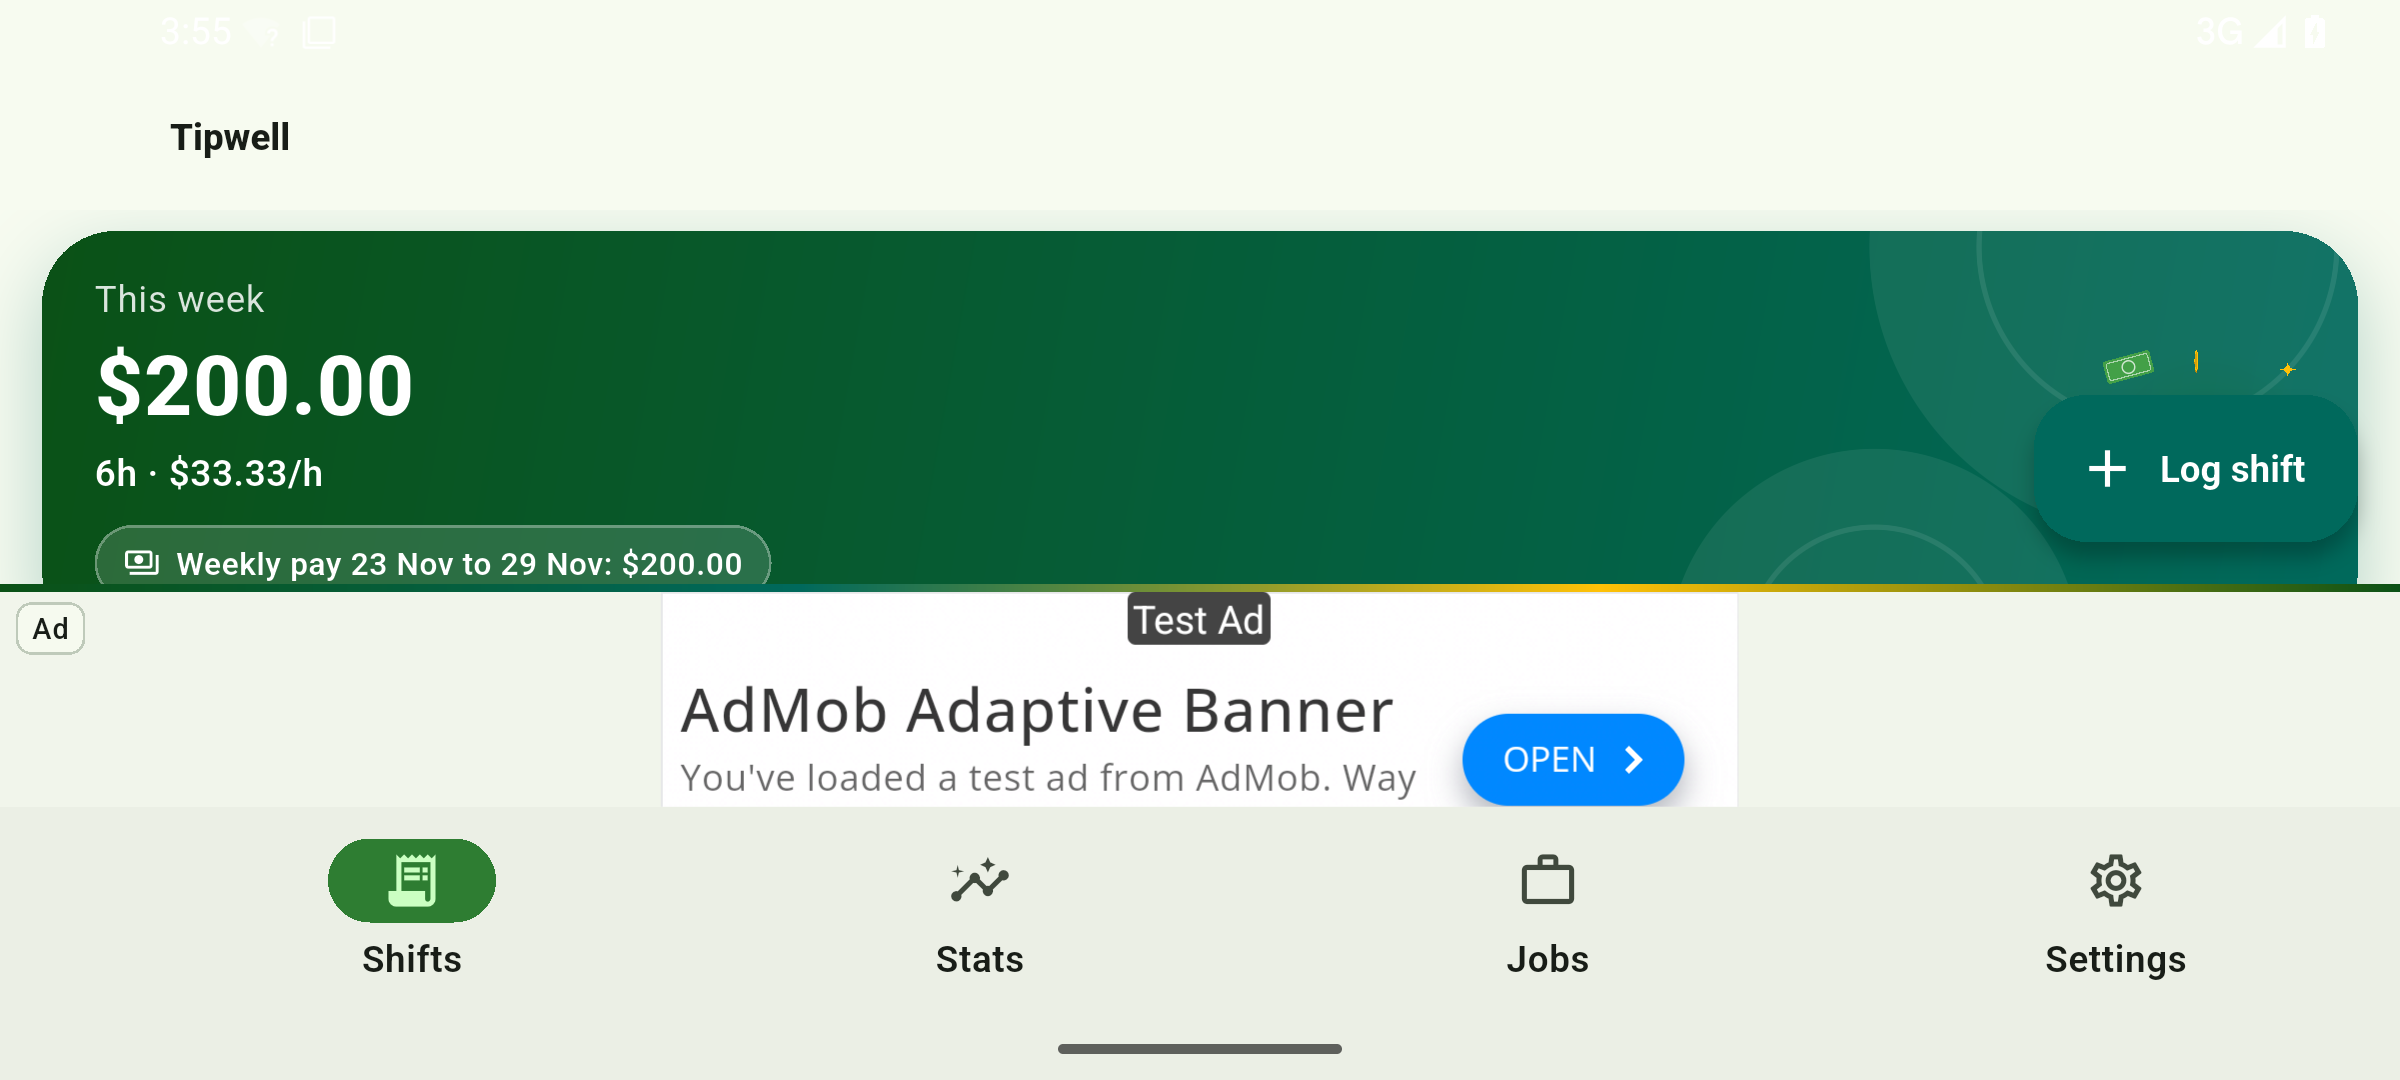 3:55
3G
Tipwell
This week
$200.00
6h · $33.33/h
Log shift
Weekly pay 23 Nov to 29 Nov: $200.00
Ad
Test Ad
AdMob Adaptive Banner
You've loaded a test ad from AdMob. Way
OPEN
Shifts
Stats
Jobs
Settings